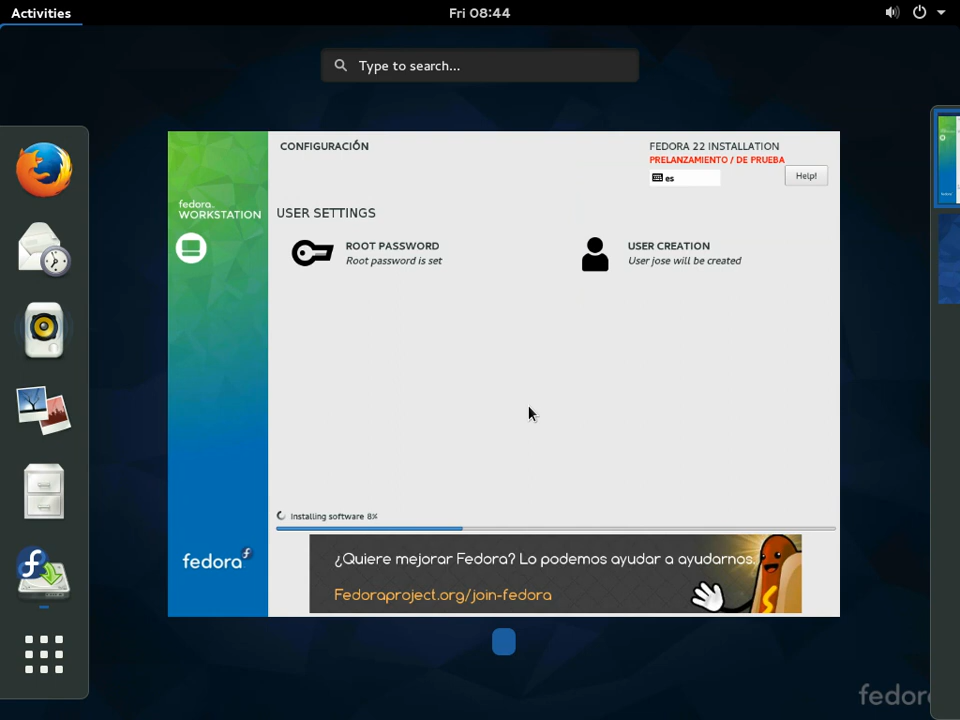 Activities
Fri 08:44
Type to search...
CONFIGURACIÓN
FEDORA 22 INSTALLATION
PRELANZAMIENTO / DE PRUEBA
es
Help!
fedora
WORKSTATION
USER SETTINGS
ROOT PASSWORD
Root password is set
USER CREATION
User jose will be created
Installing software 8%
fedora
¿Quiere mejorar Fedora? Lo podemos ayudar a ayudarnos.
Fedoraproject.org/join-fedora
fedora